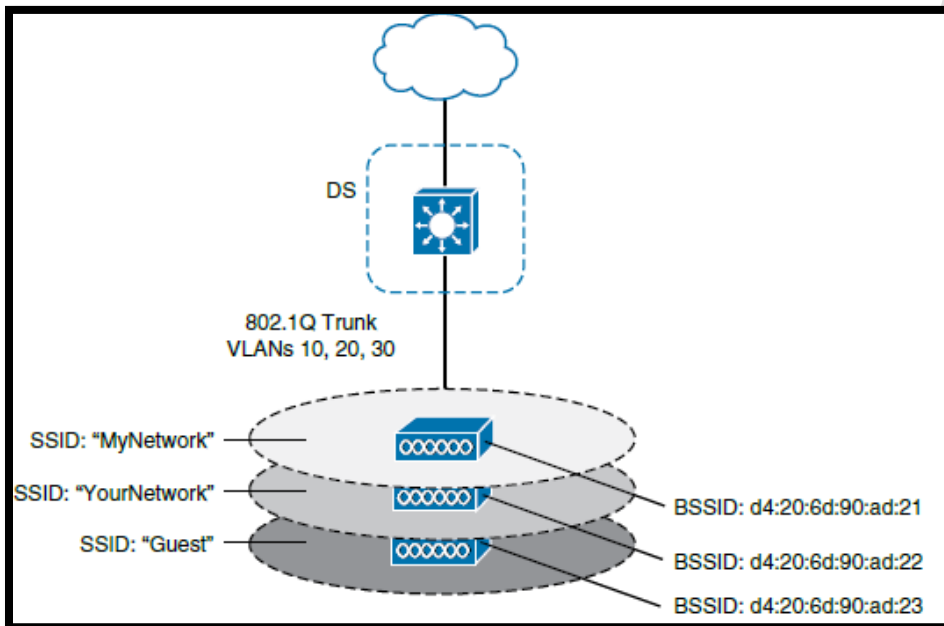 DS
802.1Q Trunk
VLANs 10, 20, 30
SSID: “MyNetwork”
SSID: “YourNetwork”
SSID: “Guest”
BSSID: d4:20:6d:90:ad:21
BSSID: d4:20:6d:90:ad:22
BSSID: d4:20:6d:90:ad:23